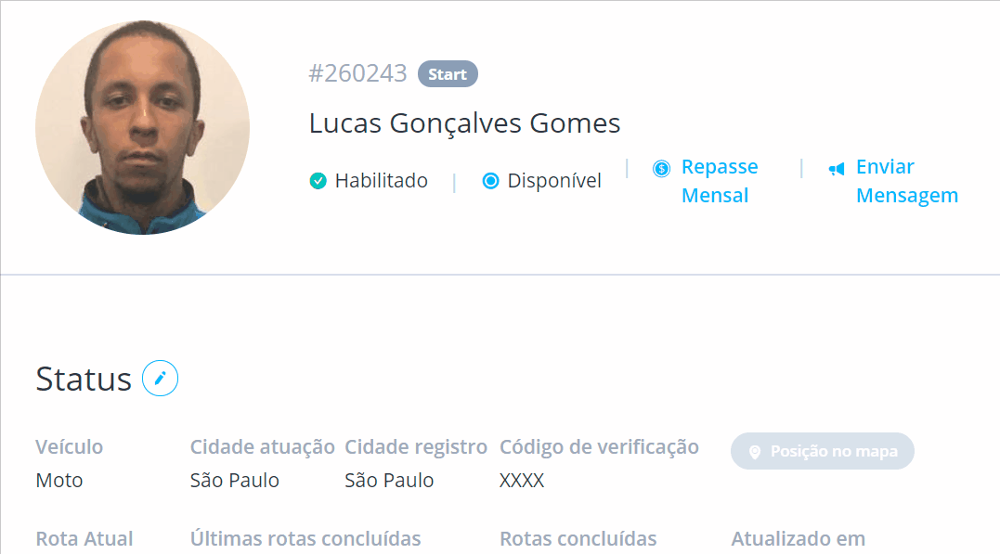 #260243 Start
Lucas Gonçalves Gomes
Habilitado | Disponível | Repasse Mensal | Enviar Mensagem
Status
Veículo Cidade atuação Cidade registro Código de verificação Posição no mapa
Moto São Paulo São Paulo XXXX
Rota Atual Últimas rotas concluídas Rotas concluídas Atualizado em